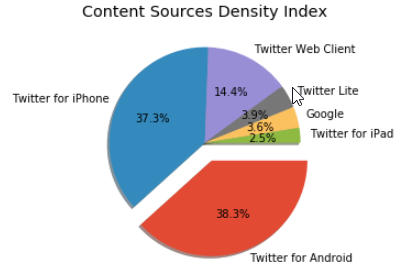 Content Sources Density Index
Twitter Web Client
Twitter for iPhone
Twitter Lite
Google
Twitter for iPad
Twitter for Android
14.4%
37.3%
3.9%
3.6%
2.5%
38.3%